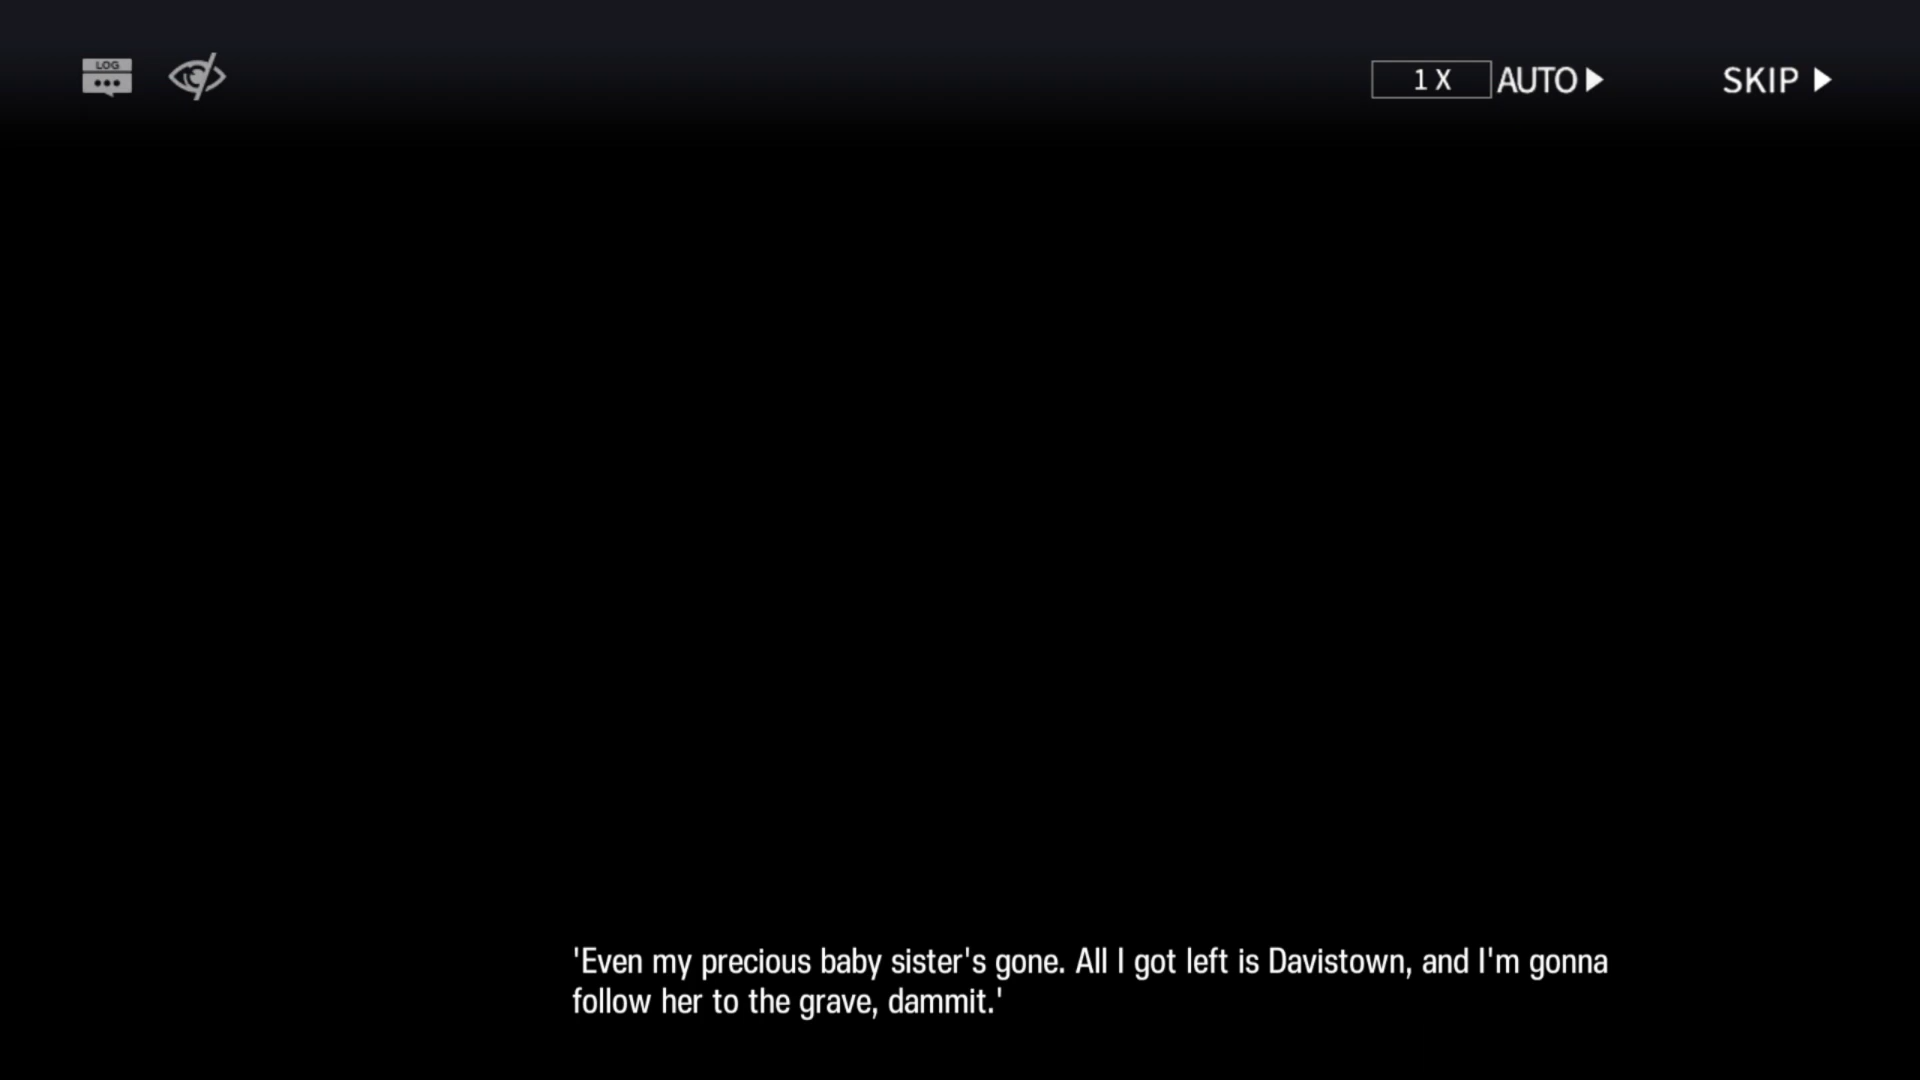 LOG
1 X AUTO SKIP
'Even my precious baby sister's gone. All I got left is Davistown, and I'm gonna
follow her to the grave, dammit.'